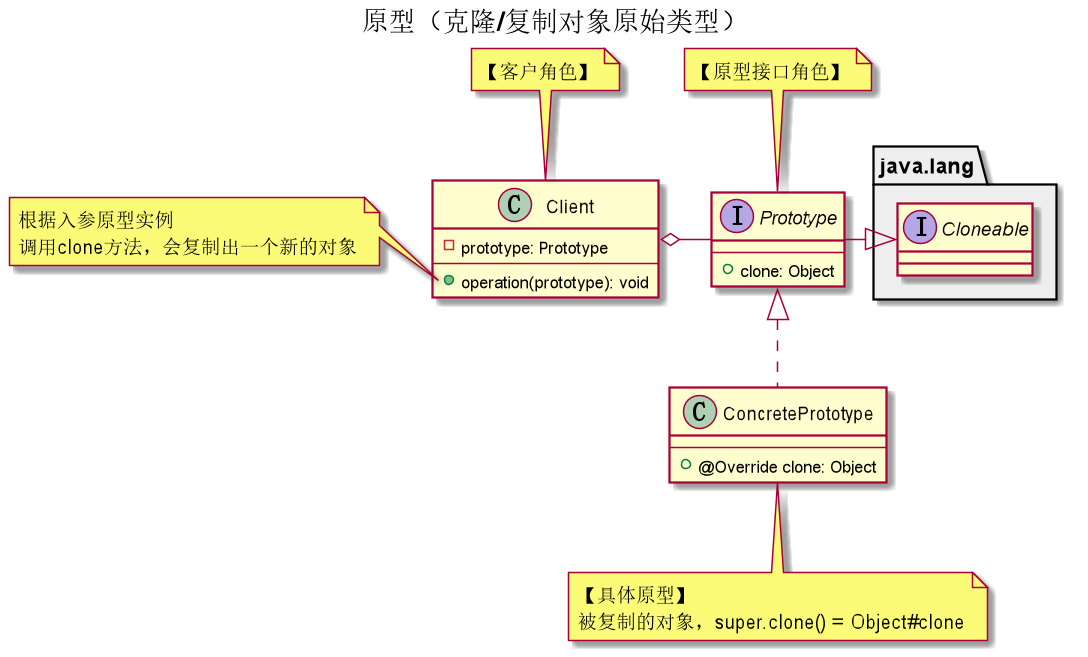 原型（克隆/复制对象原始类型）
【客户角色】
【原型接口角色】
java.lang
C Client
prototype: Prototype
operation(prototype): void
I Prototype
clone: Object
I Cloneable
根据入参原型实例
调用clone方法，会复制出一个新的对象
C ConcretePrototype
@Override clone: Object
【具体原型】
被复制的对象，super.clone() = Object#clone